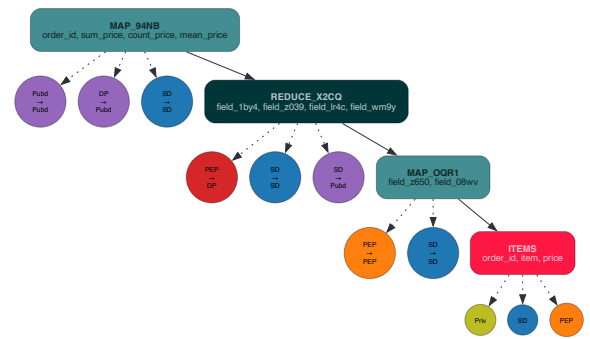 MAP_94NB
order_id, sum_price, count_price, mean_price
Pubd
→
Pubd
DP
→
Pubd
SD
→
SD
REDUCE_X2CQ
field_1by4, field_z039, field_lr4c, field_wm9y
PEP
→
DP
SD
→
SD
SD
→
Pubd
MAP_OQR1
field_z650, field_08wv
PEP
→
PEP
SD
→
SD
ITEMS
order_id, item, price
Priv
SD
PEP